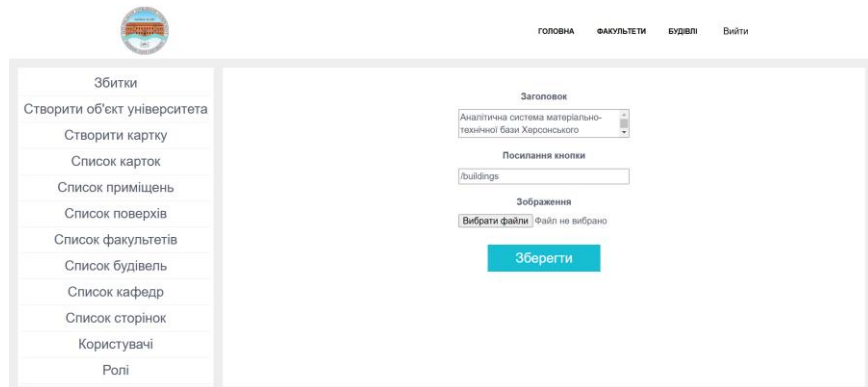 ГОЛОВНА ФАКУЛЬТЕТИ БУДІВЛІ Вийти
Збитки
Створити об'єкт університета
Створити картку
Список карток
Список приміщень
Список поверхів
Список факультетів
Список будівель
Список кафедр
Список сторінок
Користувачі
Ролі
Заголовок
Аналітична система матеріально-
технічної бази Херсонського
Посилання кнопки
/buildings
Зображення
Вибрати файли Файл не вибрано
Зберегти